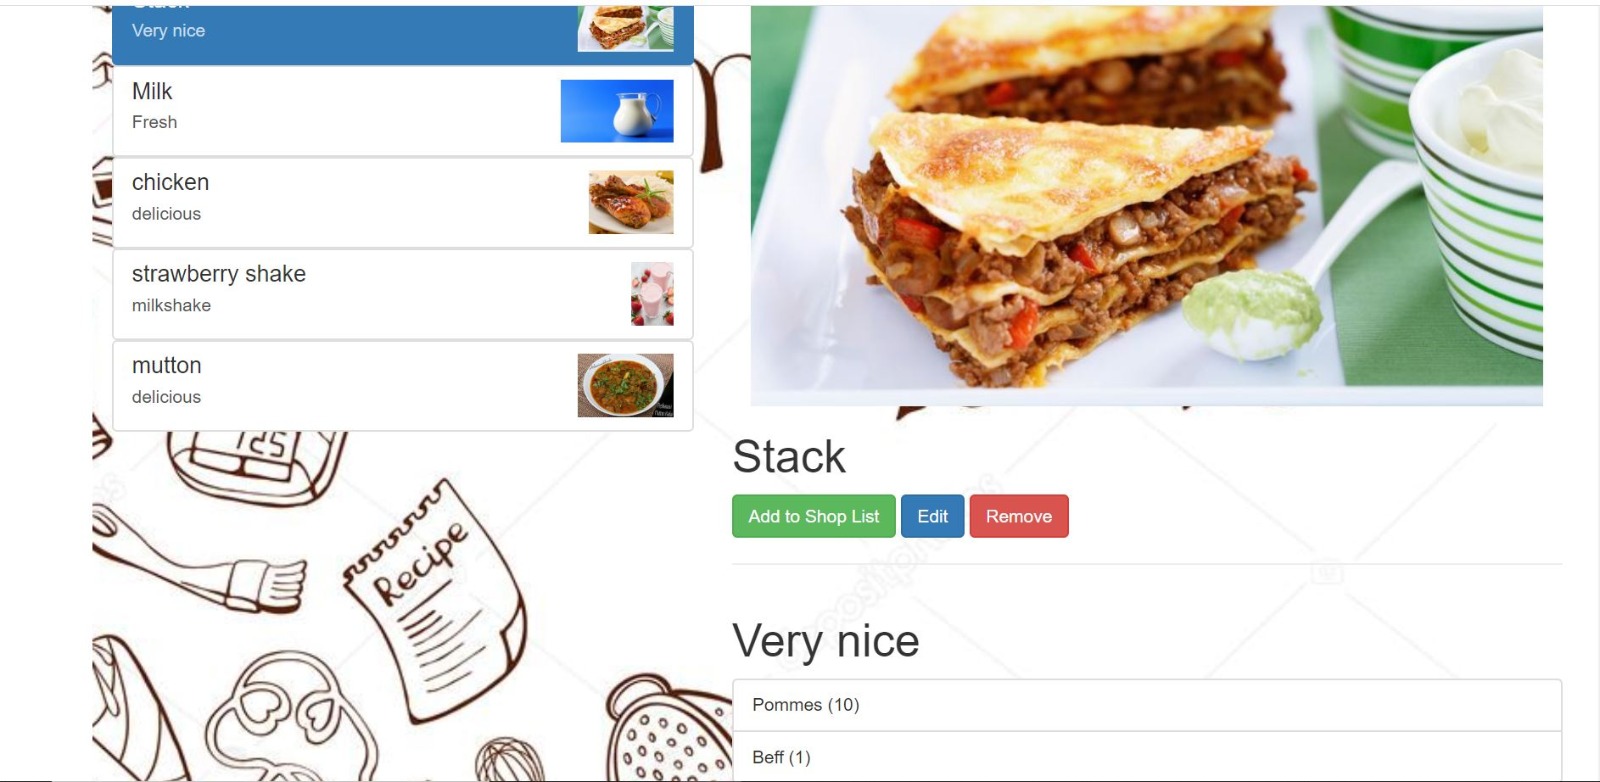 Stack
Very nice
Milk
Fresh
chicken
delicious
strawberry shake
milkshake
mutton
delicious
Recipe
Stack
Add to Shop List
Edit
Remove
Very nice
Pommes (10)
Beff (1)